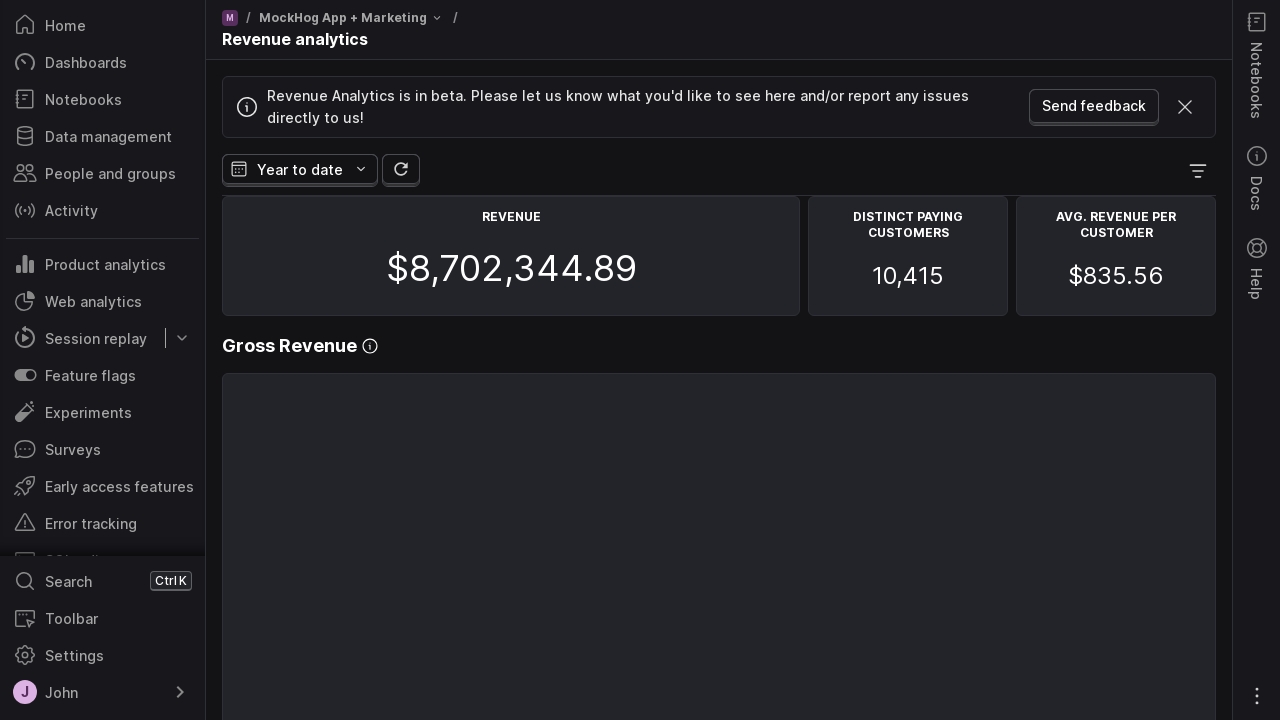 Home
Dashboards
Notebooks
Data management
People and groups
Activity
Product analytics
Web analytics
Session replay
Feature flags
Experiments
Surveys
Early access features
Error tracking
Search Ctrl K
Toolbar
Settings
J John
M / MockHog App + Marketing /
Revenue analytics
Revenue Analytics is in beta. Please let us know what you'd like to see here and/or report any issues
directly to us!
Send feedback
Year to date
REVENUE
$8,702,344.89
DISTINCT PAYING
CUSTOMERS
10,415
AVG. REVENUE PER
CUSTOMER
$835.56
Gross Revenue
Notebooks
Docs
Help